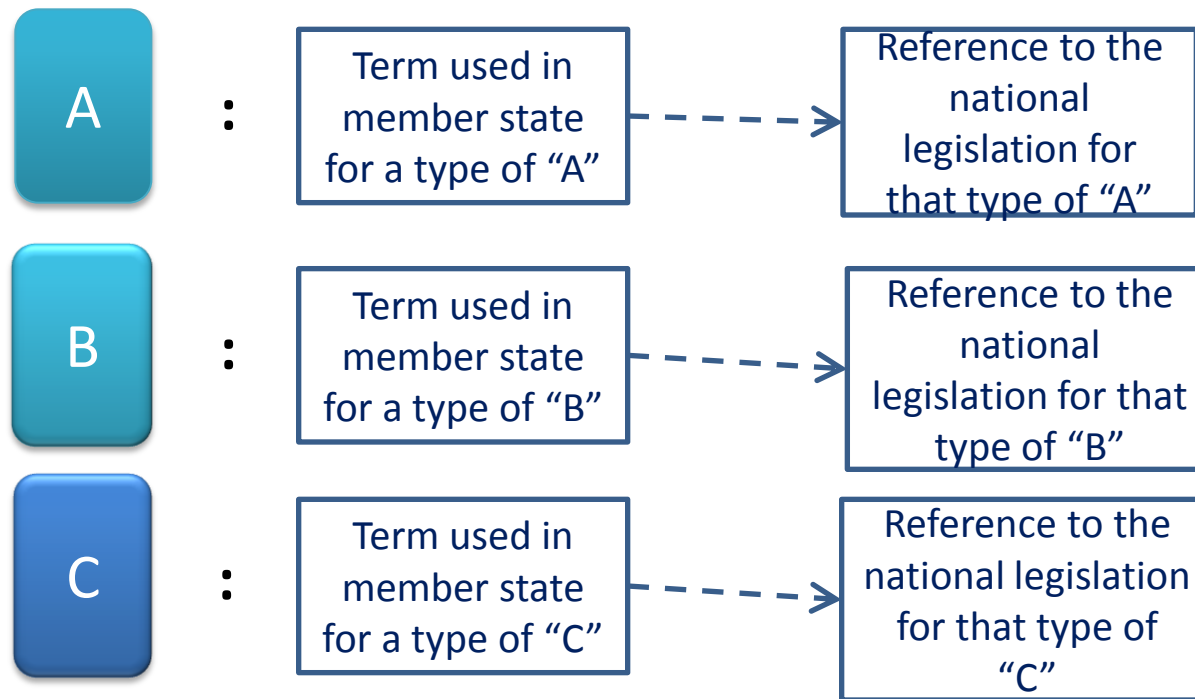 A
:
Term used in
member state
for a type of “A”
Reference to the
national
legislation for
that type of “A”
B
:
Term used in
member state
for a type of “B”
Reference to the
national
legislation for that
type of “B”
C
:
Term used in
member state
for a type of “C”
Reference to the
national legislation
for that type of
“C”